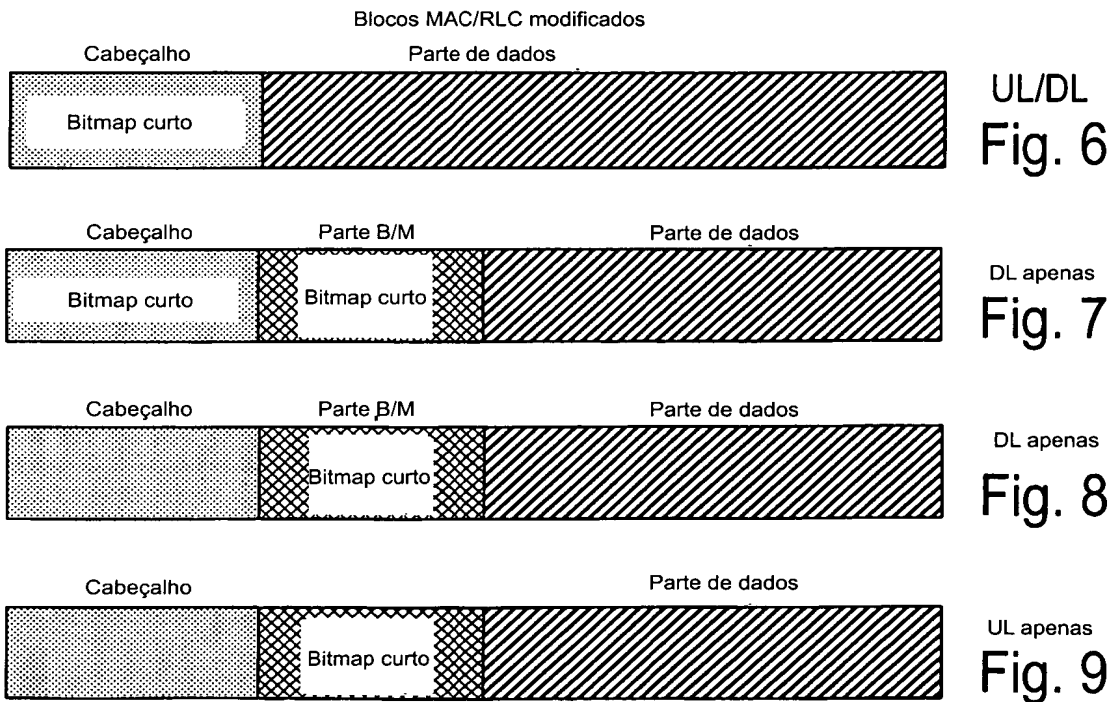 Blocos MAC/RLC modificados
Cabeçalho Parte de dados
Bitmap curto
UL/DL
Fig. 6
Cabeçalho Parte B/M Parte de dados
Bitmap curto Bitmap curto
DL apenas
Fig. 7
Cabeçalho Parte B/M Parte de dados
Bitmap curto
DL apenas
Fig. 8
Cabeçalho Parte de dados
Bitmap curto
UL apenas
Fig. 9